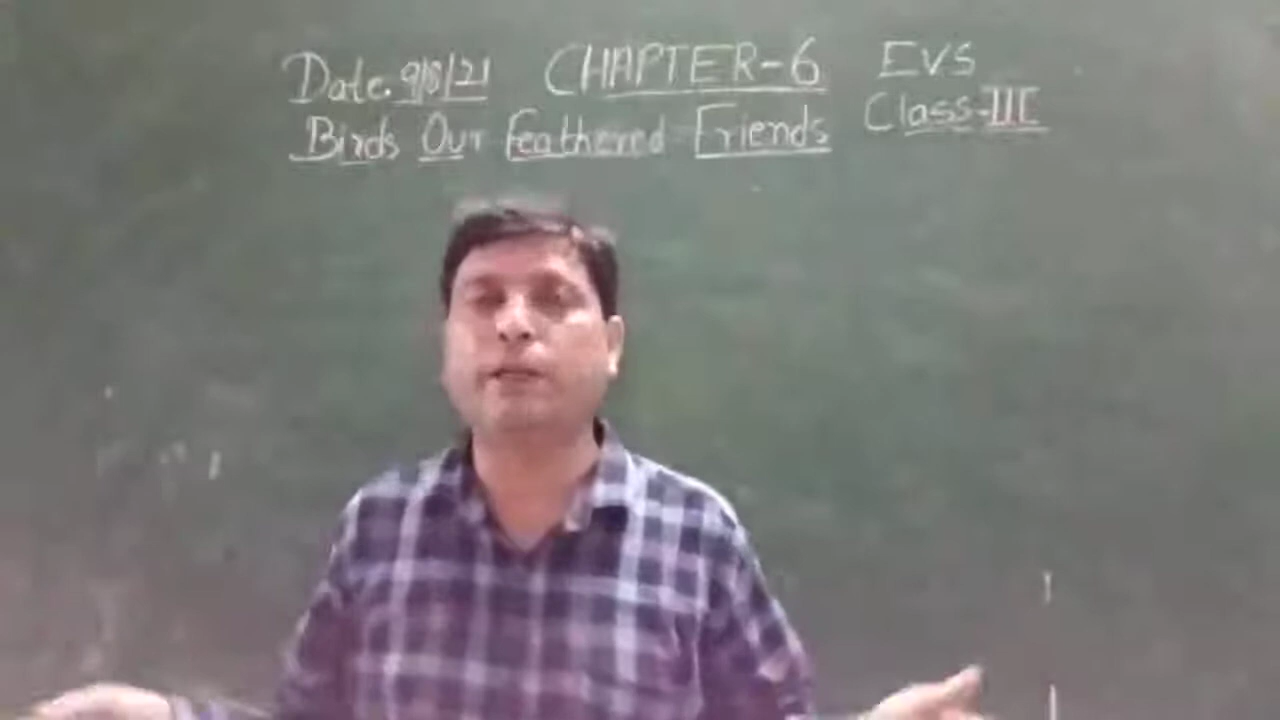 Date. 9/8/21 CHAPTER-6 EVS
Birds Our Feathered Friends Class-III